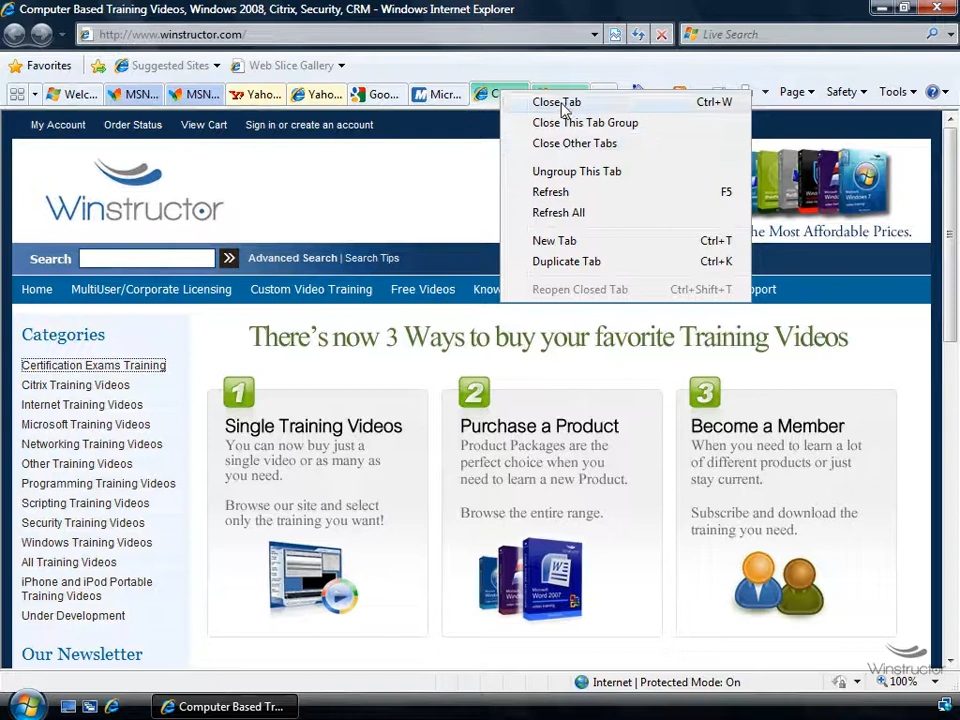 Computer Based Training Videos, Windows 2008, Citrix, Security, CRM - Windows Internet Explorer
http://www.winstructor.com/
Live Search
Favorites
Suggested Sites
Web Slice Gallery
Welc...
MSN...
MSN...
Yaho...
Yaho...
Goo...
Micr...
C
Page
Safety
Tools
Close Tab Ctrl+W
Close This Tab Group
Close Other Tabs
Ungroup This Tab
Refresh F5
Refresh All
New Tab Ctrl+T
Duplicate Tab Ctrl+K
Reopen Closed Tab Ctrl+Shift+T
My Account Order Status View Cart Sign in or create an account
Winstructor
he Most Affordable Prices.
Search
Advanced Search | Search Tips
Home MultiUser/Corporate Licensing Custom Video Training Free Videos Know
port
Categories
Certification Exams Training
Citrix Training Videos
Internet Training Videos
Microsoft Training Videos
Networking Training Videos
Other Training Videos
Programming Training Videos
Scripting Training Videos
Security Training Videos
Windows Training Videos
All Training Videos
iPhone and iPod Portable
Training Videos
Under Development
Our Newsletter
There's now 3 Ways to buy your favorite Training Videos
1
Single Training Videos
You can now buy just a
single video or as many as
you need.
Browse our site and select
only the training you want!
2
Purchase a Product
Product Packages are the
perfect choice when you
need to learn a new Product.
Browse the entire range.
3
Become a Member
When you need to learn a lot
of different products or just
stay current.
Subscribe and download the
training you need.
Winstructor
Internet | Protected Mode: On
100%
Computer Based Tr...